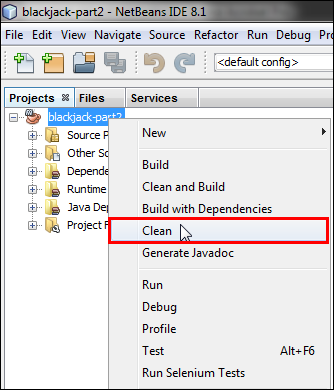 blackjack-part2 - NetBeans IDE 8.1
File Edit View Navigate Source Refactor Run Debug
<default config>
Projects Files Services
blackjack-part2
Source P
Other So
Depende
Runtime
Java Dep
Project F
New
Build
Clean and Build
Build with Dependencies
Clean
Generate Javadoc
Run
Debug
Profile
Test Alt+F6
Run Selenium Tests